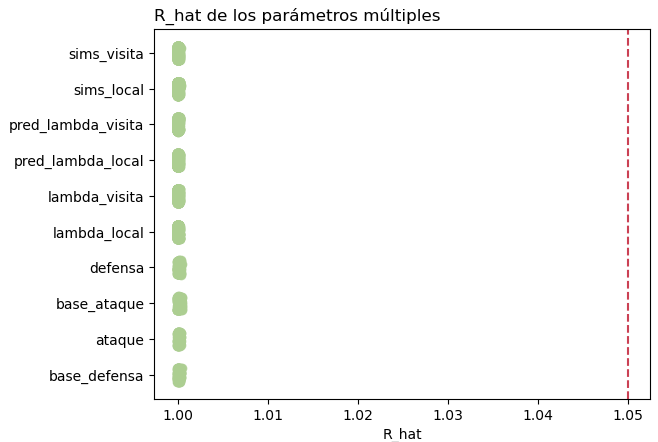 R_hat de los parámetros múltiples
sims_visita
sims_local
pred_lambda_visita
pred_lambda_local
lambda_visita
lambda_local
defensa
base_ataque
ataque
base_defensa
1.00 1.01 1.02 1.03 1.04 1.05
R_hat